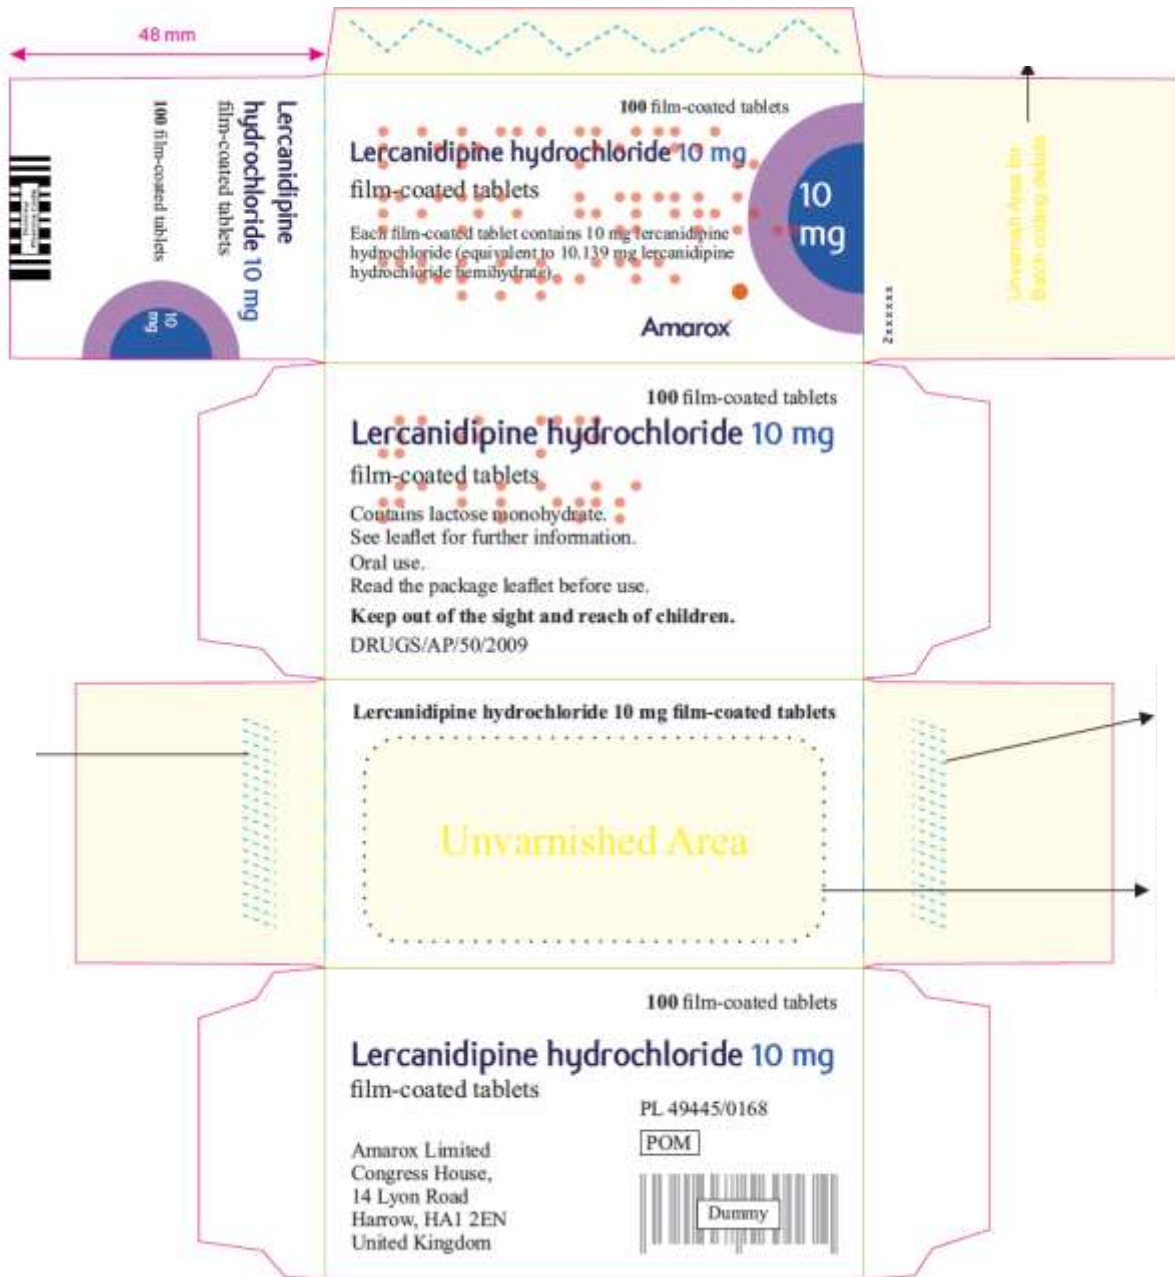 48 mm
Lercanidipine
hydrochloride 10 mg
film-coated tablets
100 film-coated tablets
10
mg
100 film-coated tablets
Lercanidipine hydrochloride 10 mg
film-coated tablets
Each film-coated tablet contains 10 mg lercanidipine
hydrochloride (equivalent to 10.139 mg lercanidipine
hydrochloride hemihydrate).
10
mg
Amarox
2xxxxxx
Unvarnish Area for
Batch coding details
100 film-coated tablets
Lercanidipine hydrochloride 10 mg
film-coated tablets
Contains lactose monohydrate.
See leaflet for further information.
Oral use.
Read the package leaflet before use.
Keep out of the sight and reach of children.
DRUGS/AP/50/2009
Lercanidipine hydrochloride 10 mg film-coated tablets
Unvarnished Area
100 film-coated tablets
Lercanidipine hydrochloride 10 mg
film-coated tablets
PL 49445/0168
POM
Amarox Limited
Congress House,
14 Lyon Road
Harrow, HA1 2EN
United Kingdom
Dummy